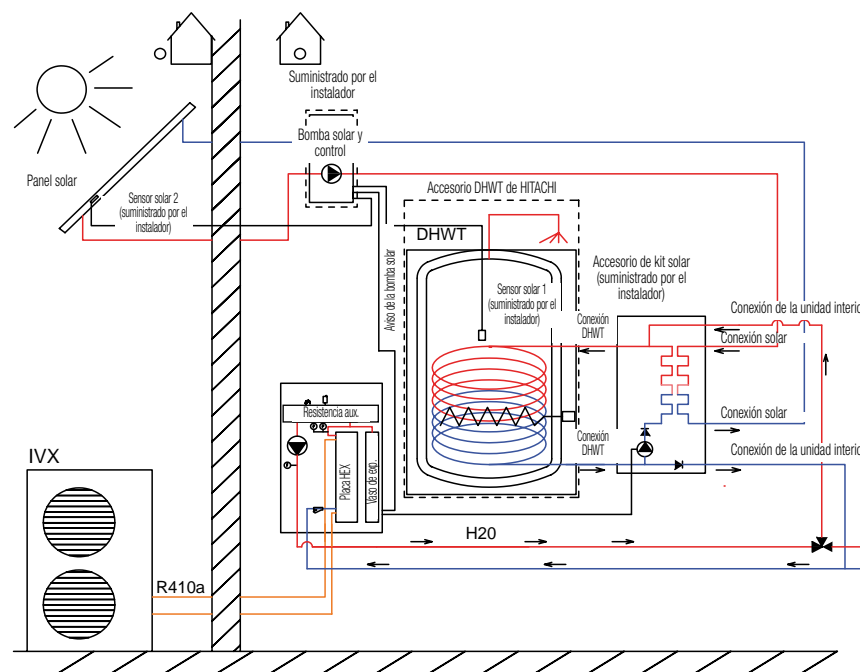 Suministrado por el
instalador
Bomba solar y
control
Panel solar
Sensor solar 2
(suministrado por el
instalador)
Accesorio DHWT de HITACHI
DHWT
Aviso de la bomba solar
Sensor solar 1
(suministrado por el
instalador)
Accesorio de kit solar
(suministrado por el
instalador)
Conexión de la unidad interior
Conexión
DHWT
Conexión solar
Resistencia aux.
Placa HEX
Vaso de exp.
Conexión solar
Conexión
DHWT
Conexión de la unidad interior
IVX
H20
R410a